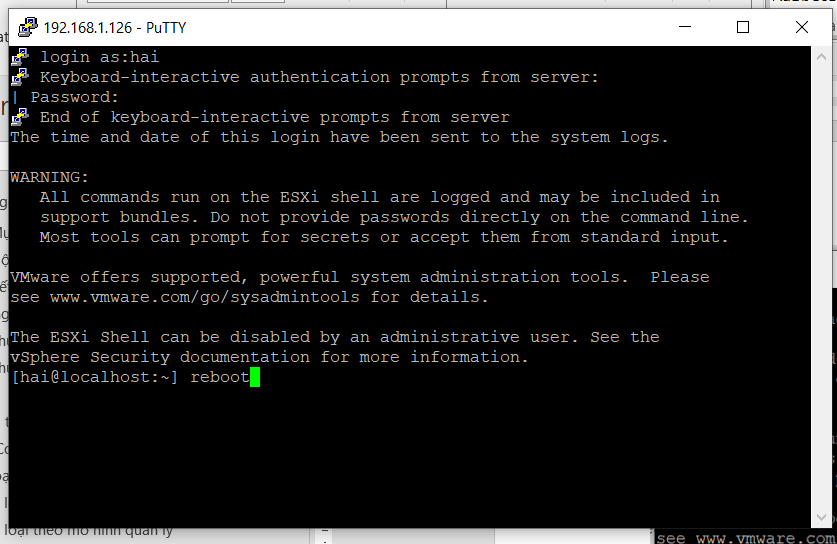 192.168.1.126 - PuTTY
login as:hai
Keyboard-interactive authentication prompts from server:
| Password:
End of keyboard-interactive prompts from server
The time and date of this login have been sent to the system logs.
WARNING:
All commands run on the ESXi shell are logged and may be included in
support bundles. Do not provide passwords directly on the command line.
Most tools can prompt for secrets or accept them from standard input.
VMware offers supported, powerful system administration tools.  Please
see www.vmware.com/go/sysadmintools for details.
The ESXi Shell can be disabled by an administrative user. See the
vSphere Security documentation for more information.
[hai@localhost:~] reboot
loại theo mô hình quản lý
see www.vmware.com